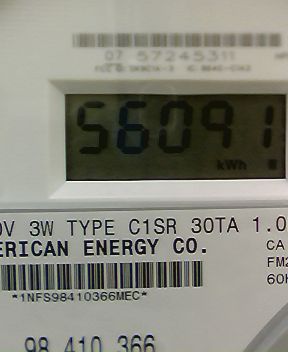 07 57245311
56091
kWh
0V 3W TYPE C1SR 30TA 1.0
ERICAN ENERGY CO.
CA
FM2
60H
*1NFS98410366MEC*
98 410 366